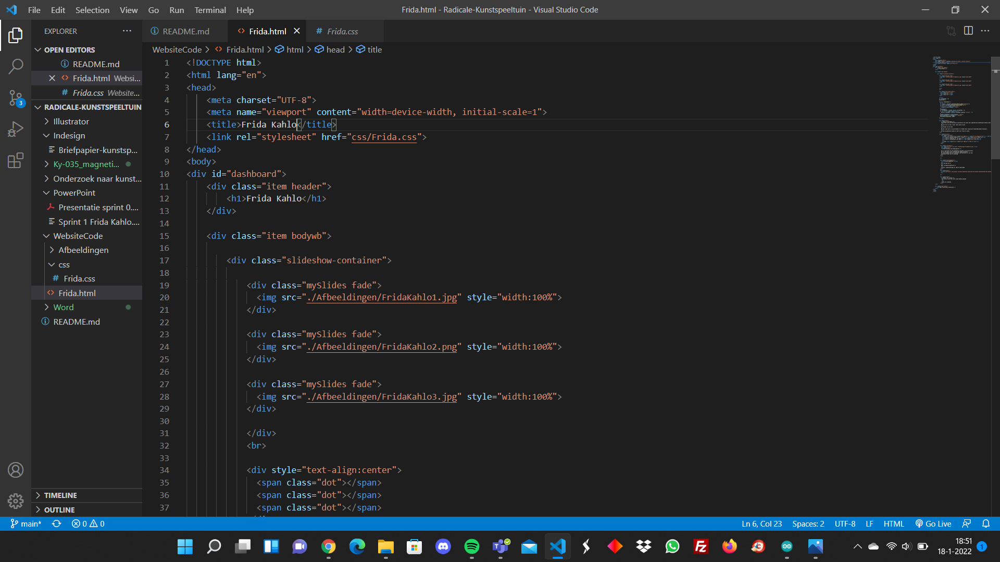 File Edit Selection View Go Run Terminal Help
Frida.html - Radicale-Kunstspeeltuin - Visual Studio Code
EXPLORER
OPEN EDITORS
README.md
Frida.html Websi...
Frida.css Website...
3
RADICALE-KUNSTSPEELTUIN
Illustrator
Indesign
Briefpapier-kunstsp...
Ky-035_magneti...
Onderzoek naar kunst...
PowerPoint
Presentatie sprint 0....
Sprint 1 Frida Kahlo....
WebsiteCode
Afbeeldingen
css
# Frida.css
<> Frida.html
Word
README.md
TIMELINE
OUTLINE
README.md
<> Frida.html
# Frida.css
WebsiteCode > <> Frida.html > html > head > title
1 <!DOCTYPE html>
2 <html lang="en">
3 <head>
4 <meta charset="UTF-8">
5 <meta name="viewport" content="width=device-width, initial-scale=1">
6 <title>Frida Kahlo</title>
7 <link rel="stylesheet" href="css/Frida.css">
8 </head>
9 <body>
10 <div id="dashboard">
11 <div class="item header">
12 <h1>Frida Kahlo</h1>
13 </div>
14
15 <div class="item bodywb">
16
17 <div class="slideshow-container">
18
19 <div class="mySlides fade">
20 <img src="./Afbeeldingen/FridaKahlo1.jpg" style="width:100%">
21 </div>
22
23 <div class="mySlides fade">
24 <img src="./Afbeeldingen/FridaKahlo2.png" style="width:100%">
25 </div>
26
27 <div class="mySlides fade">
28 <img src="./Afbeeldingen/FridaKahlo3.jpg" style="width:100%">
29 </div>
30
31 </div>
32 <br>
33
34 <div style="text-align:center">
35 <span class="dot"></span>
36 <span class="dot"></span>
37 <span class="dot"></span>
main* 0 0
Ln 6, Col 23 Spaces: 2 UTF-8 LF HTML Go Live
18:51
18-1-2022
1